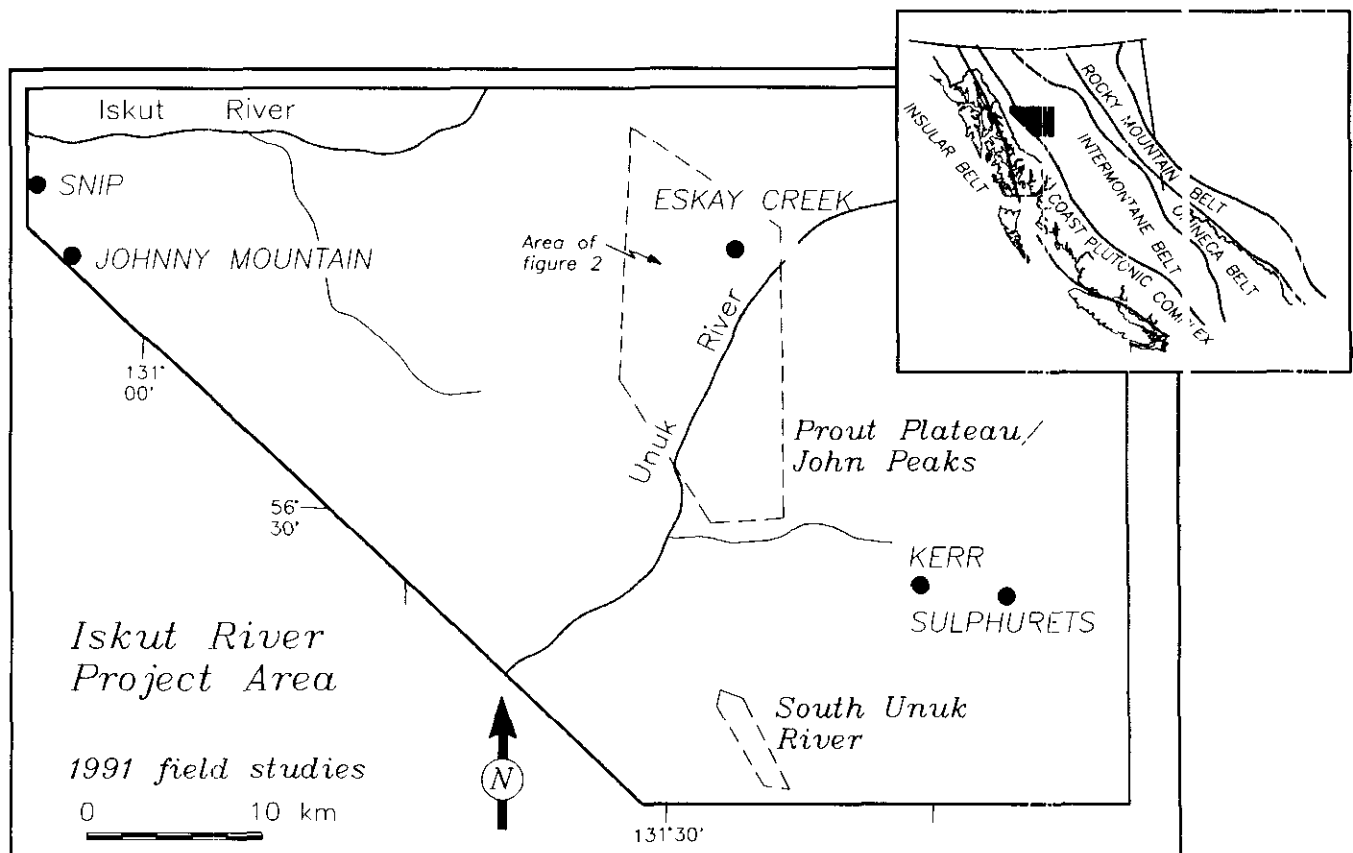 Iskut River
SNIP
JOHNNY MOUNTAIN
131°
00'
56°
30'
ESKAY CREEK
Area of
figure 2
Unuk River
Prout Plateau/
John Peaks
KERR
SULPHURETS
South Unuk
River
131°30'
Iskut River
Project Area
1991 field studies
0 10 km
N
INSULAR BELT
COAST PLUTONIC COMPLEX
INTERMONTANE BELT
OMINECA BELT
ROCKY MOUNTAIN BELT